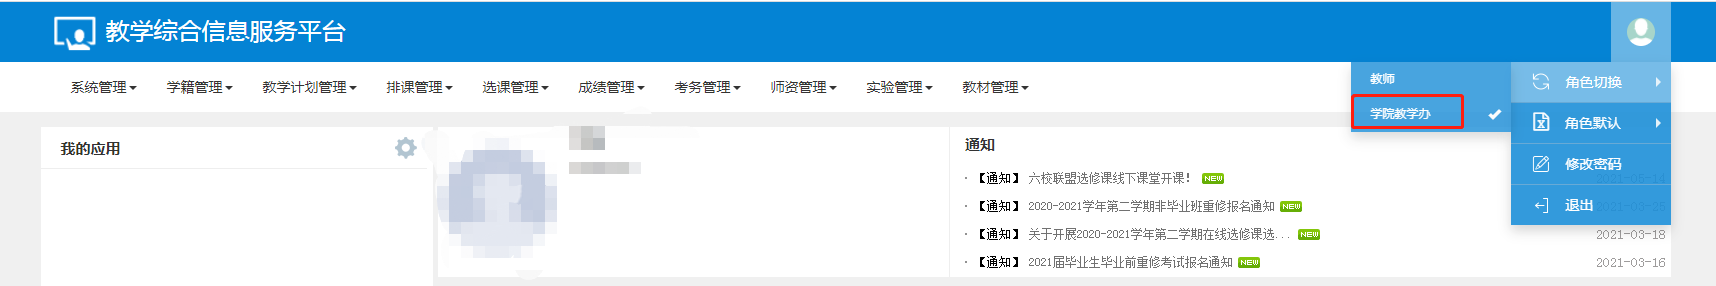 教学综合信息服务平台
系统管理 学籍管理 教学计划管理 排课管理 选课管理 成绩管理 考务管理 师资管理 实验管理 教材管理
教师
学院教学办
角色切换
角色默认
修改密码
退出
我的应用
通知
· 【通知】 六校联盟选修课线下课堂开课! NEW 2021-05-14
· 【通知】 2020-2021学年第二学期非毕业班重修报名通知 NEW
· 【通知】 关于开展2020-2021学年第二学期在线选修课选... NEW 2021-03-18
· 【通知】 2021届毕业生毕业前重修考试报名通知 NEW 2021-03-16